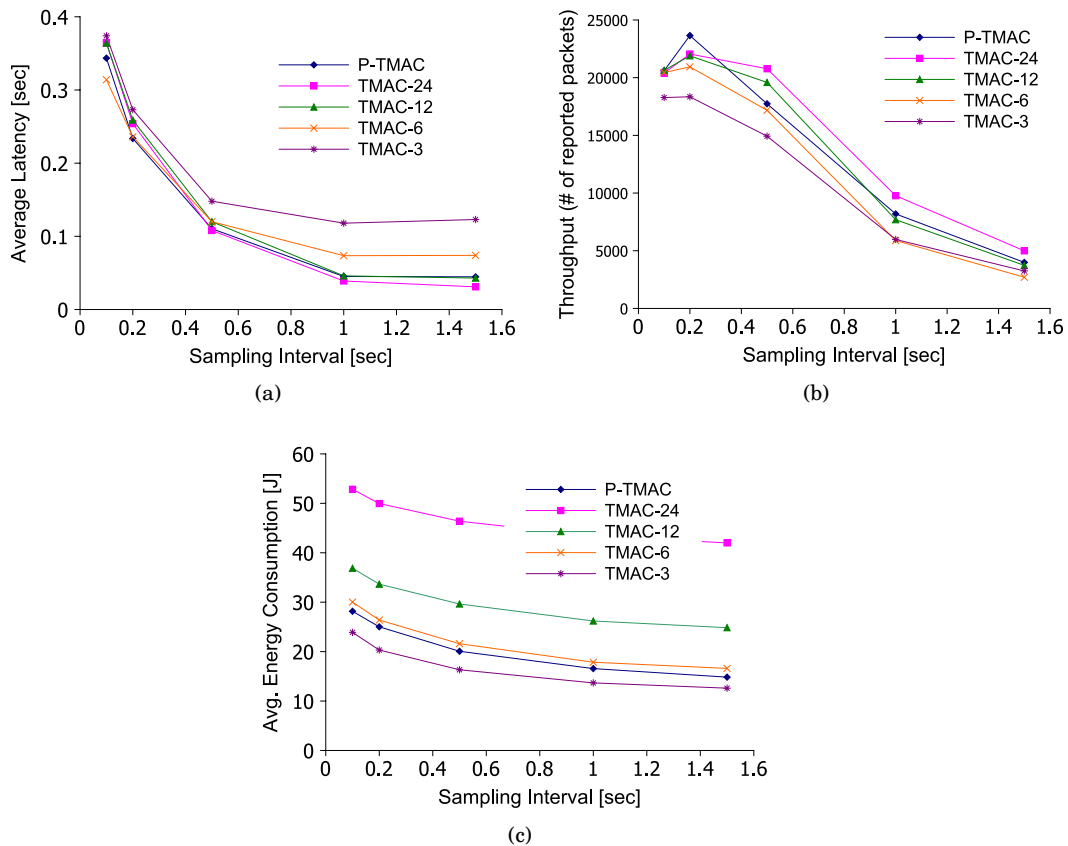 0.4
0.3
0.2
0.1
0
0 0.2 0.4 0.6 0.8 1 1.2 1.4 1.6
Average Latency [sec]
Sampling Interval [sec]
P-TMAC
TMAC-24
TMAC-12
TMAC-6
TMAC-3
(a)
25000
20000
15000
10000
5000
0
0 0.2 0.4 0.6 0.8 1 1.2 1.4 1.6
Throughput (# of reported packets)
Sampling Interval [sec]
P-TMAC
TMAC-24
TMAC-12
TMAC-6
TMAC-3
(b)
60
50
40
30
20
10
0
0 0.2 0.4 0.6 0.8 1 1.2 1.4 1.6
Avg. Energy Consumption [J]
Sampling Interval [sec]
P-TMAC
TMAC-24
TMAC-12
TMAC-6
TMAC-3
(c)